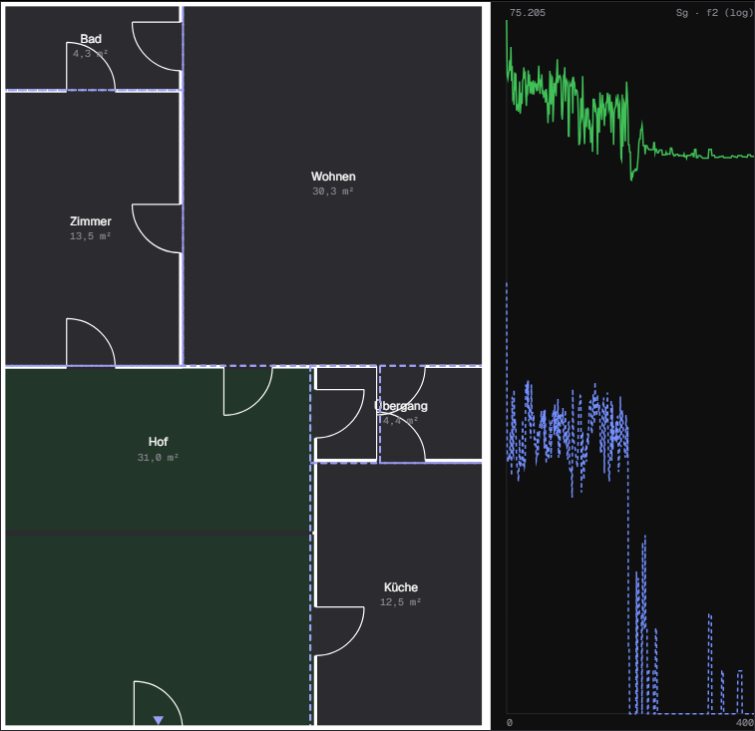 Bad
4,3 m²
Wohnen
30,3 m²
Zimmer
13,5 m²
Übergang
4,4 m²
Hof
31,0 m²
Küche
12,5 m²
75.205
Sg - f2 (log)
0
400